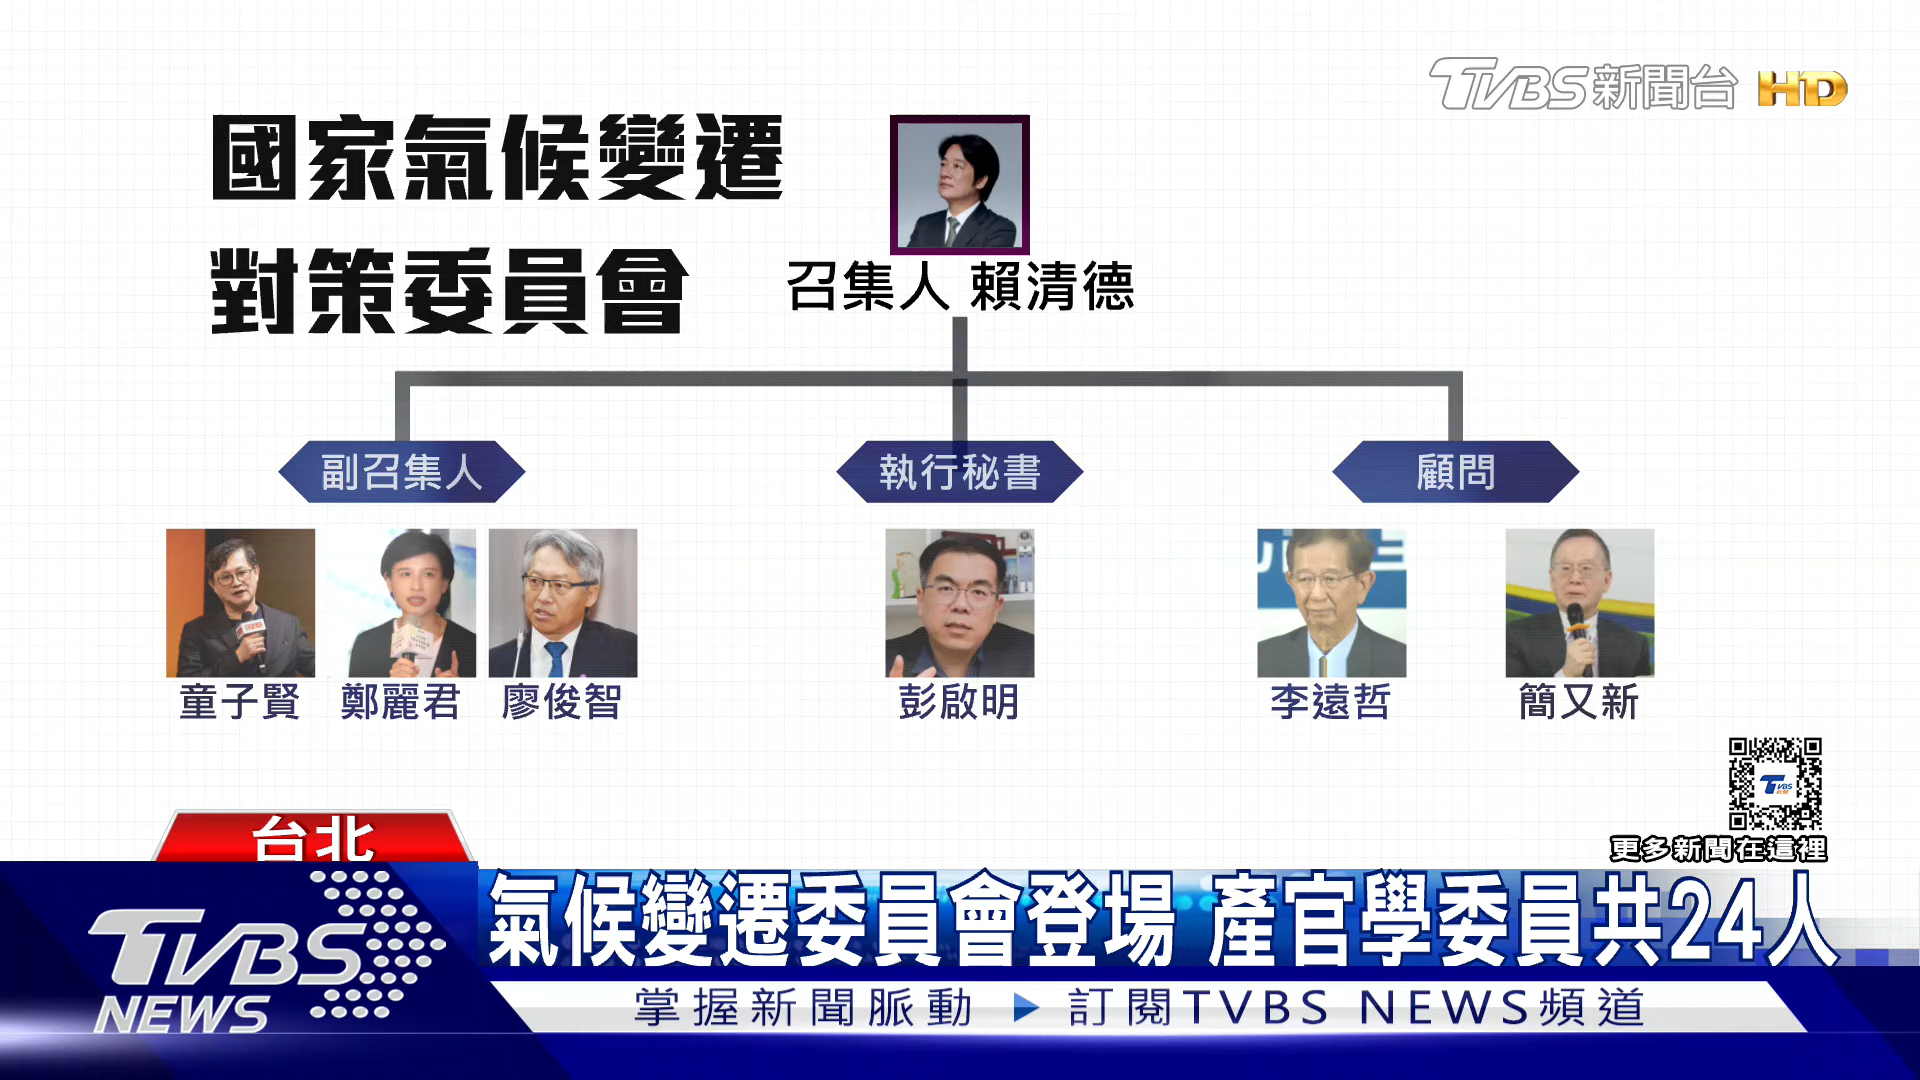 TVBS新聞台 HD
國家氣候變遷
對策委員會
召集人 賴清德
副召集人
執行秘書
顧問
童子賢
鄭麗君
廖俊智
彭啟明
李遠哲
簡又新
TVBS
更多新聞在這裡
台北
氣候變遷委員會登場 產官學委員共24人
TVBS
NEWS
掌握新聞脈動 ▶ 訂閱TVBS NEWS頻道